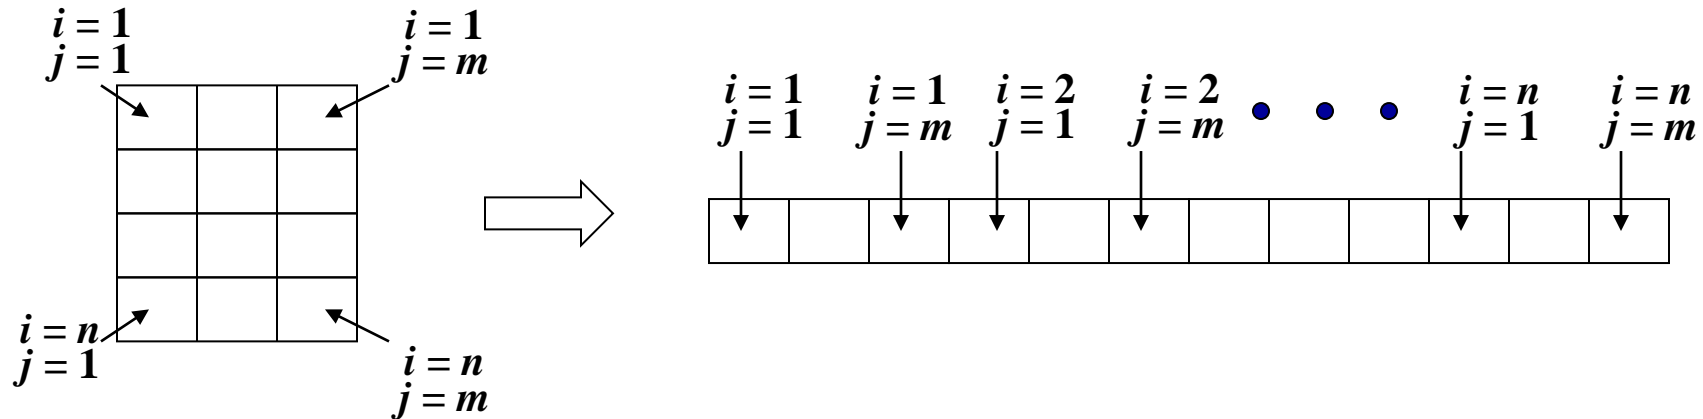 i = 1
j = 1
i = 1
j = m
i = n
j = 1
i = n
j = m
i = 1
j = 1
i = 1
j = m
i = 2
j = 1
i = 2
j = m
i = n
j = 1
i = n
j = m